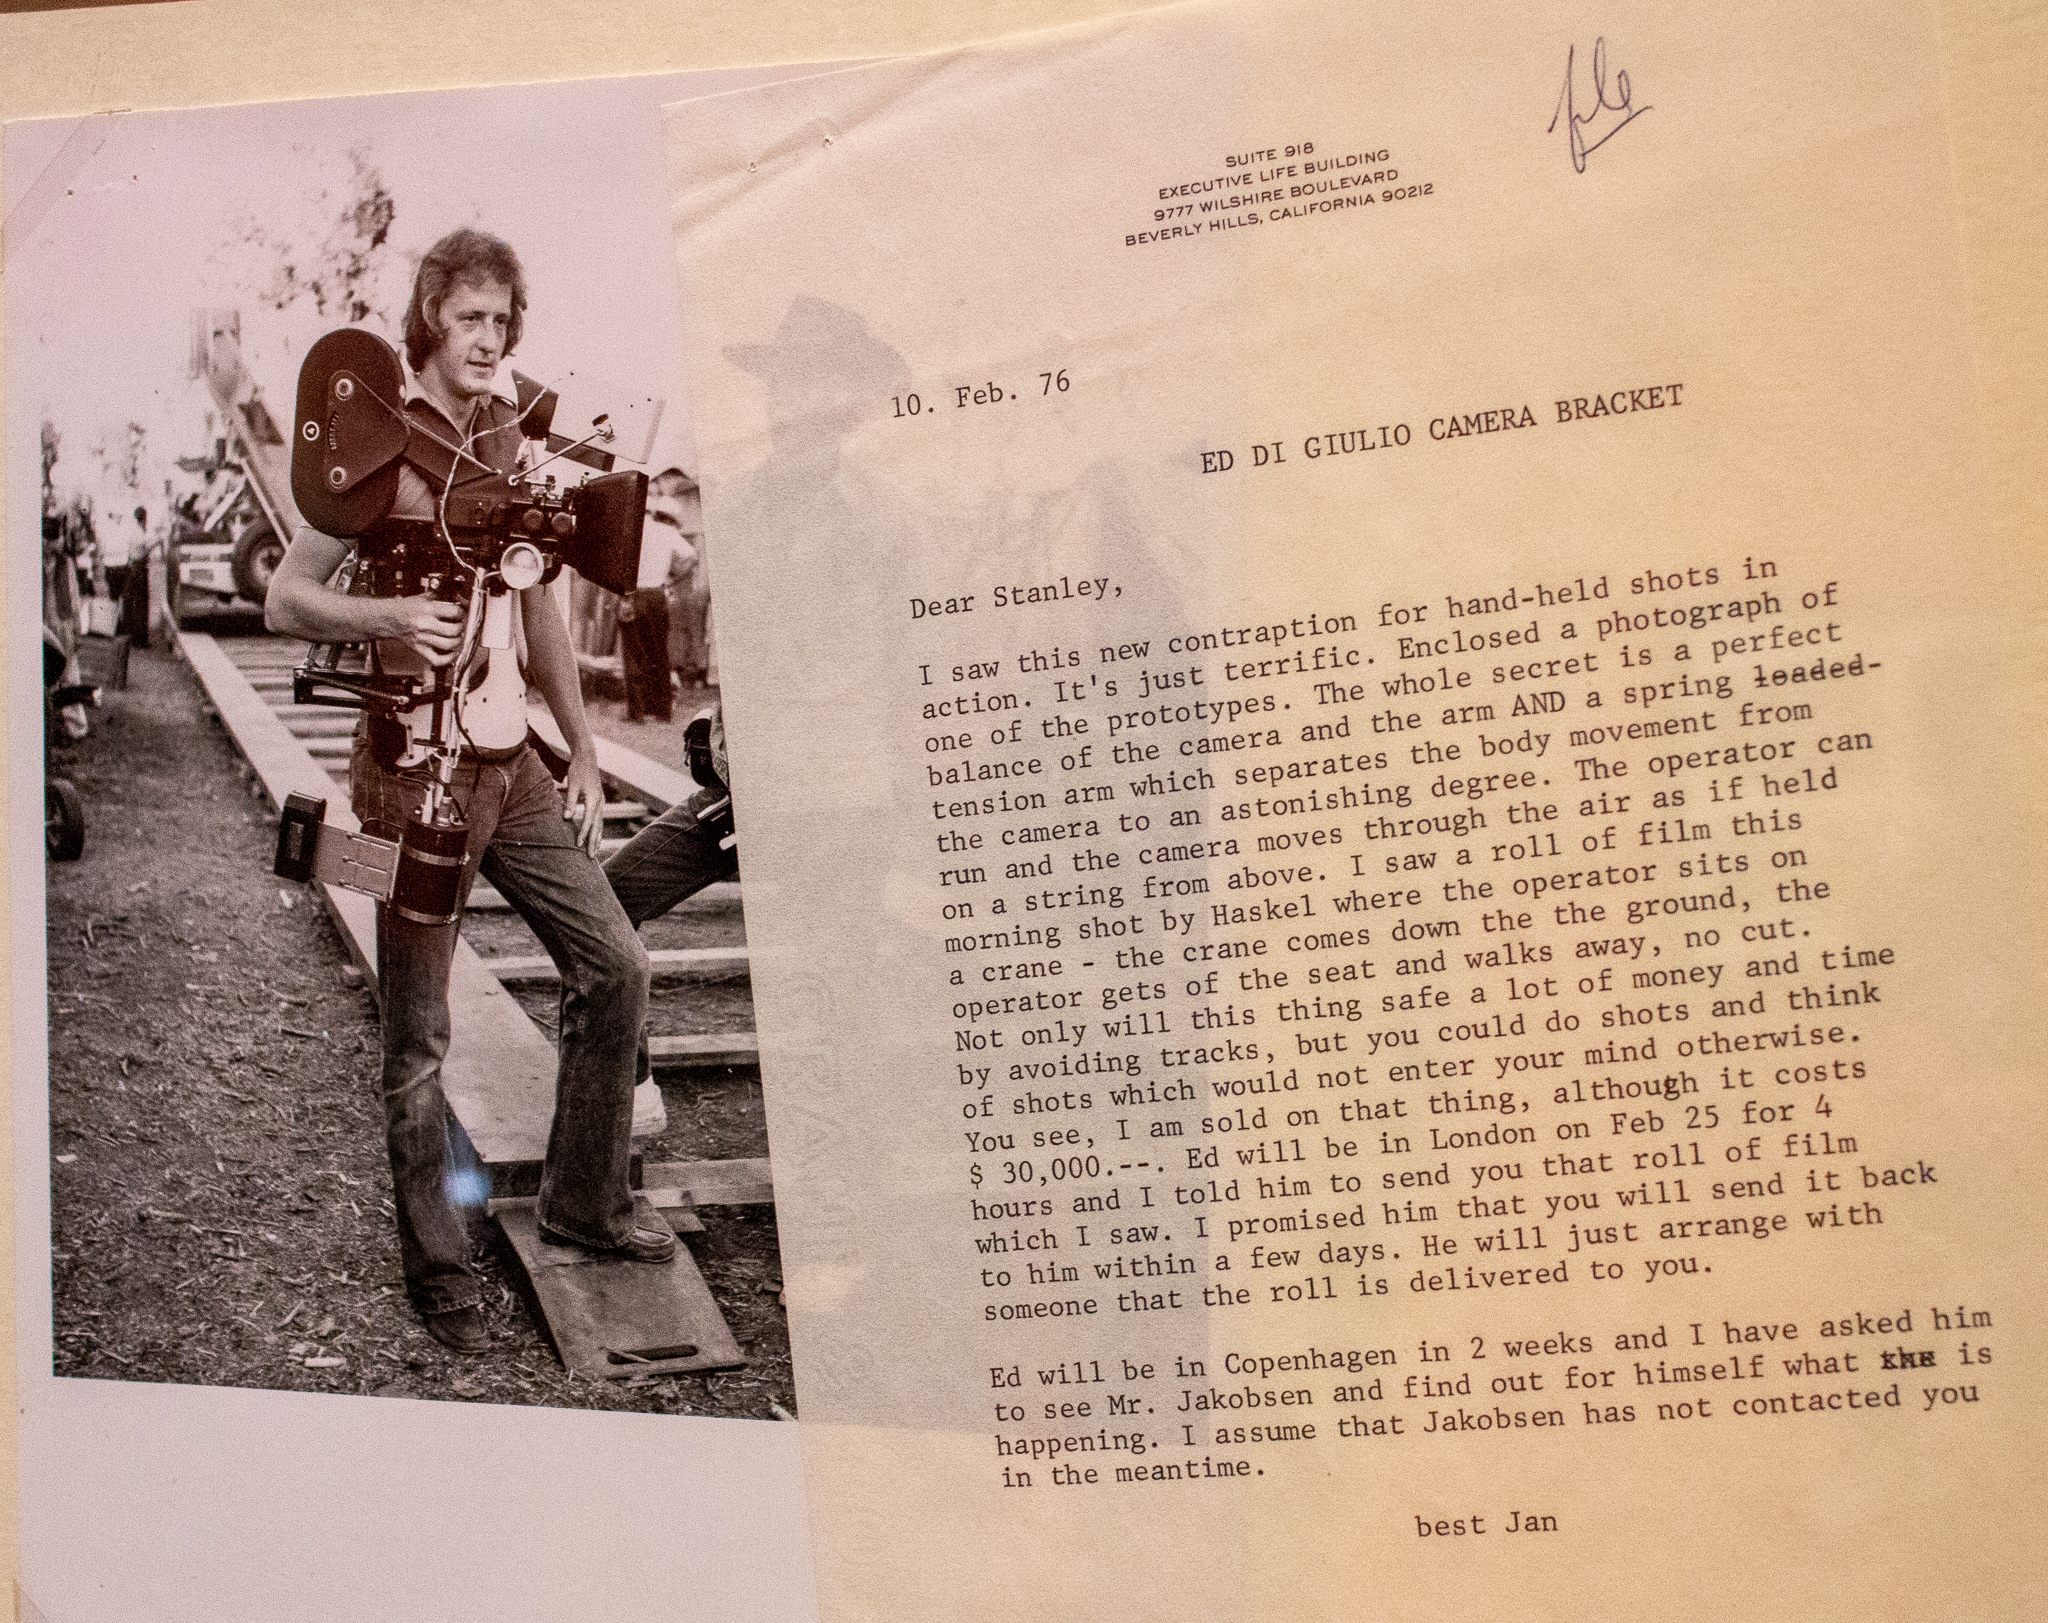 file
SUITE 918
EXECUTIVE LIFE BUILDING
9777 WILSHIRE BOULEVARD
BEVERLY HILLS, CALIFORNIA 90212
10. Feb. 76
ED DI GIULIO CAMERA BRACKET
Dear Stanley,
I saw this new contraption for hand-held shots in
action. It's just terrific. Enclosed a photograph of
one of the prototypes. The whole secret is a perfect
balance of the camera and the arm AND a spring loaded-
tension arm which separates the body movement from
the camera to an astonishing degree. The operator can
run and the camera moves through the air as if held
on a string from above. I saw a roll of film this
morning shot by Haskel where the operator sits on
a crane - the crane comes down the the ground, the
operator gets of the seat and walks away, no cut.
Not only will this thing safe a lot of money and time
by avoiding tracks, but you could do shots and think
of shots which would not enter your mind otherwise.
You see, I am sold on that thing, although it costs
$ 30,000.--. Ed will be in London on Feb 25 for 4
hours and I told him to send you that roll of film
which I saw. I promised him that you will send it back
to him within a few days. He will just arrange with
someone that the roll is delivered to you.
Ed will be in Copenhagen in 2 weeks and I have asked him
to see Mr. Jakobsen and find out for himself what is
happening. I assume that Jakobsen has not contacted you
in the meantime.
best Jan